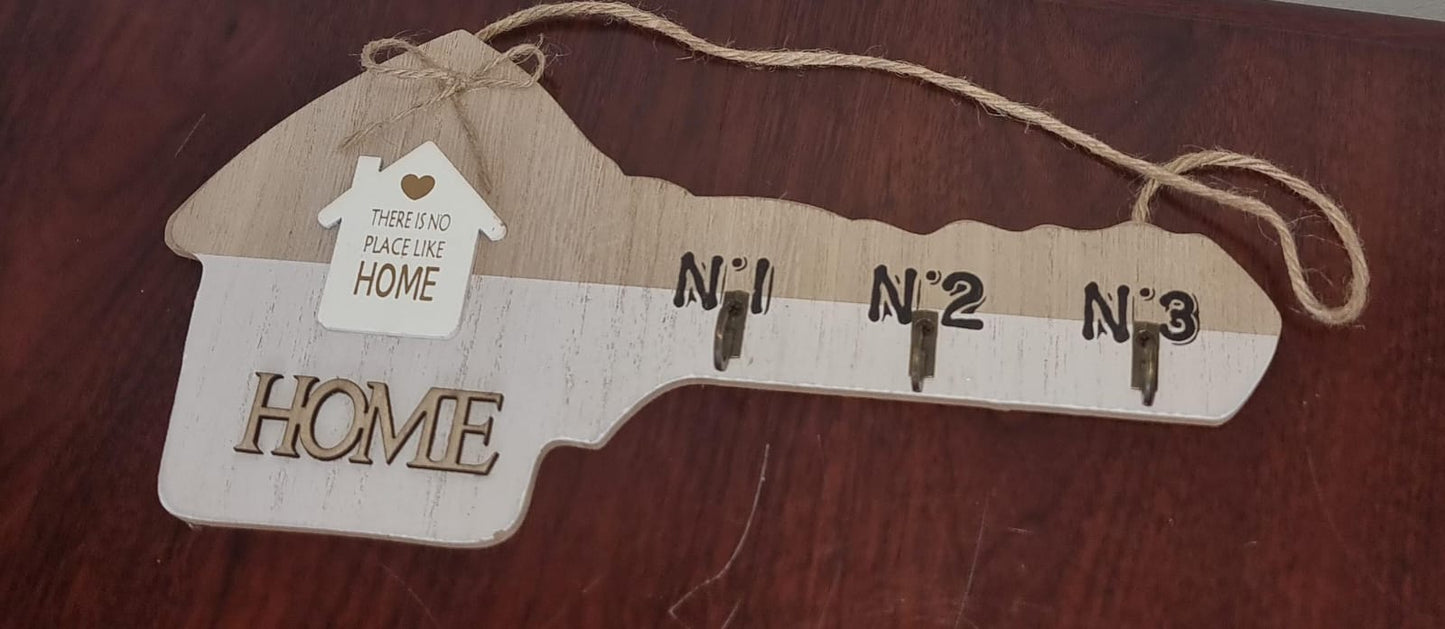 THERE IS NO
PLACE LIKE
HOME
HOME
N°1
N°2
N°3